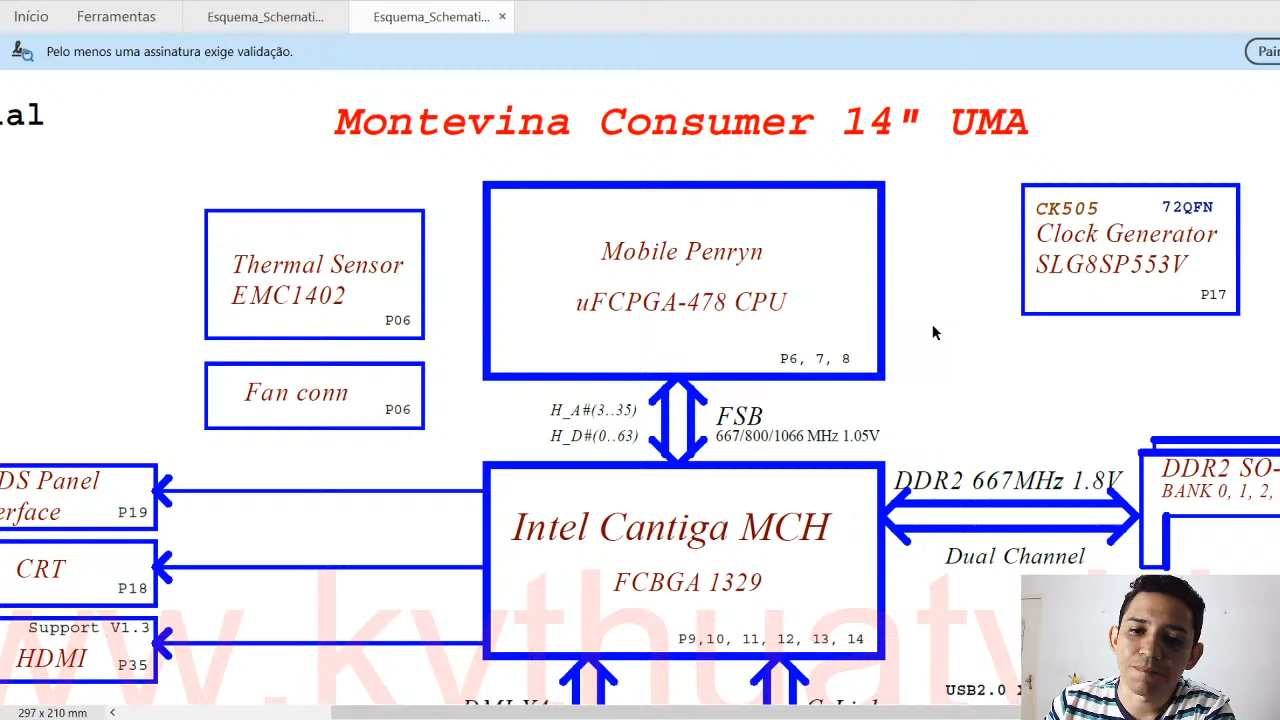 Início
Ferramentas
Esquema_Schemati...
Esquema_Schemati...
Pelo menos uma assinatura exige validação.
Montevina Consumer 14" UMA
Thermal Sensor
EMC1402
P06
Fan conn
P06
Mobile Penryn
uFCPGA-478 CPU
P6, 7, 8
CK505
72QFN
Clock Generator
SLG8SP553V
P17
H_A#(3..35)
H_D#(0..63)
FSB
667/800/1066 MHz 1.05V
DS Panel
erface
P19
CRT
P18
Support V1.3
HDMI
P35
Intel Cantiga MCH
FCBGA 1329
P9,10, 11, 12, 13, 14
DDR2 667MHz 1.8V
Dual Channel
DDR2 SO-
BANK 0, 1, 2,
DMI X4
C-Link
USB2.0
297 x 210 mm